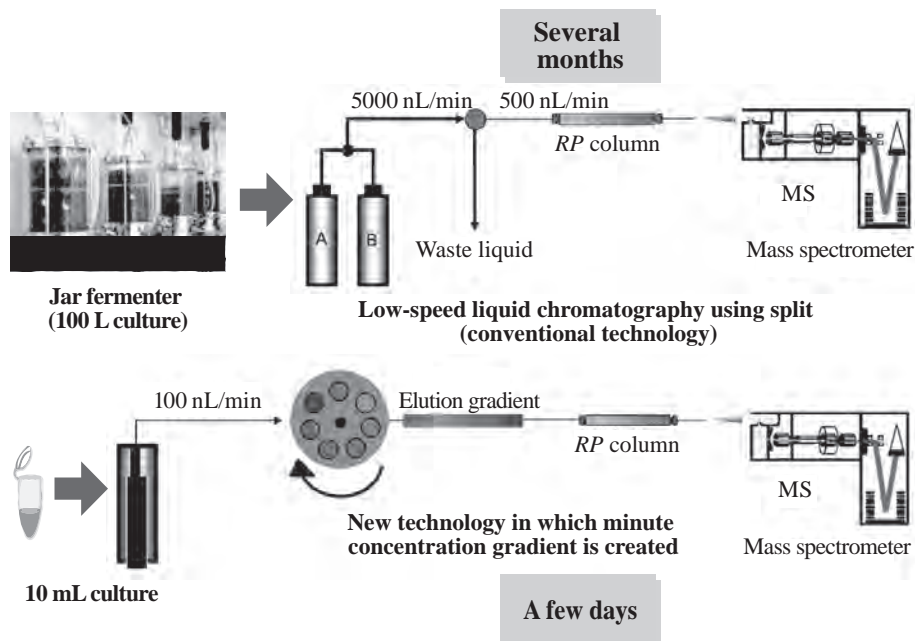 Several
months
5000 nL/min
500 nL/min
RP column
A
B
MS
Waste liquid
Mass spectrometer
Jar fermenter
(100 L culture)
Low-speed liquid chromatography using split
(conventional technology)
100 nL/min
Elution gradient
RP column
MS
New technology in which minute
concentration gradient is created
Mass spectrometer
10 mL culture
A few days